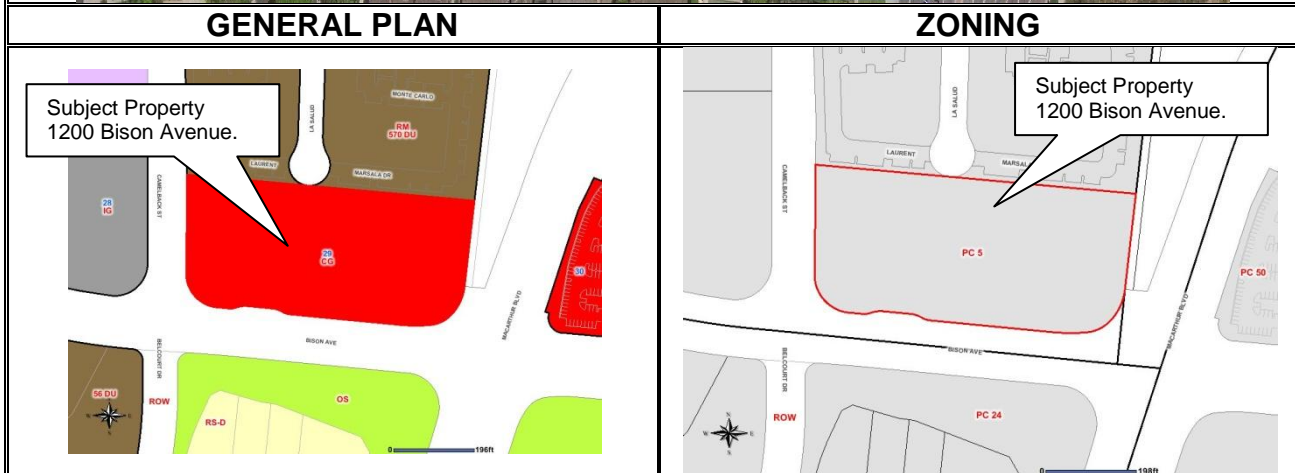 GENERAL PLAN
ZONING
Subject Property
1200 Bison Avenue.
MONTE CARLO
LA SALUD
RM
570 DU
LAURENT
MARSALA DR
CAMELBACK ST
28
IG
29
CG
30
MACARTHUR BLVD
BISON AVE
BELCOURT DR
56 DU
ROW
OS
RS-D
N
W
E
S
0
196ft
Subject Property
1200 Bison Avenue.
LA SALUD
LAURENT
MARSAL
CAMELBACK ST
PC 5
PC 50
MACARTHUR BLVD
BISON AVE
BELCOURT DR
ROW
PC 24
N
W
E
S
0
198ft